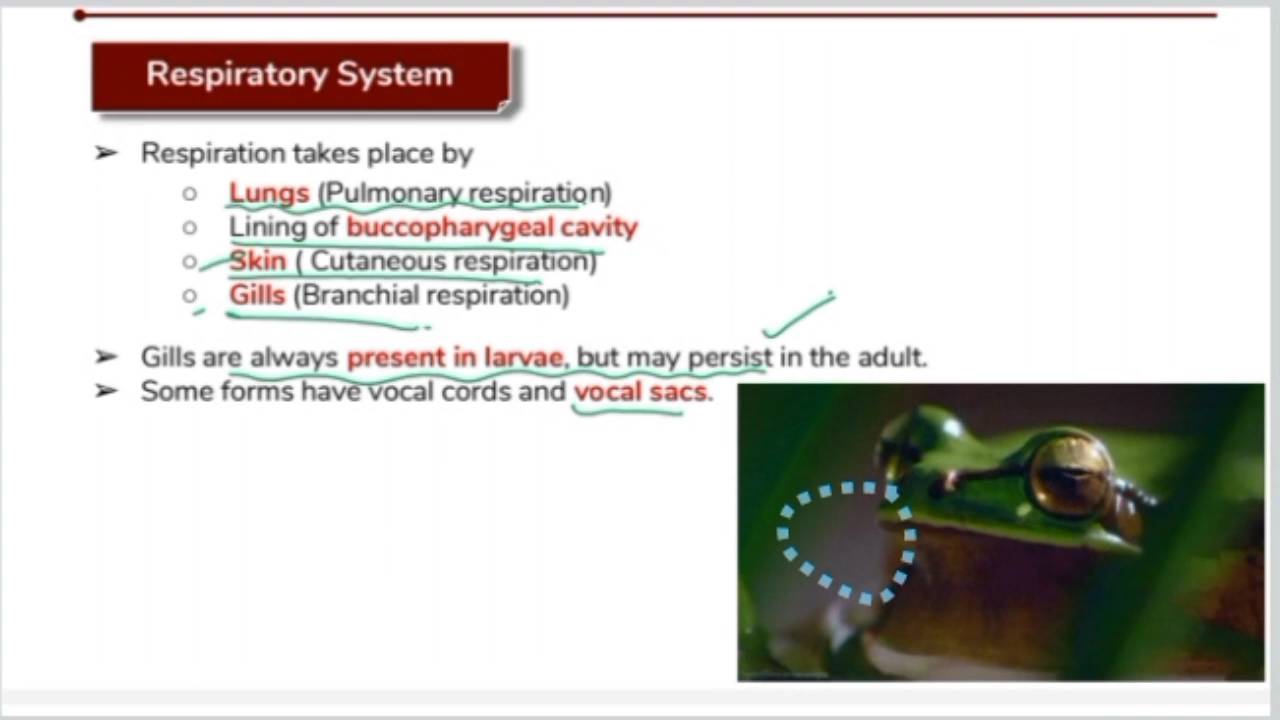 Respiratory System
➢ Respiration takes place by
○ Lungs (Pulmonary respiration)
○ Lining of buccopharygeal cavity
○ Skin ( Cutaneous respiration)
○ Gills (Branchial respiration)
➢ Gills are always present in larvae, but may persist in the adult.
➢ Some forms have vocal cords and vocal sacs.